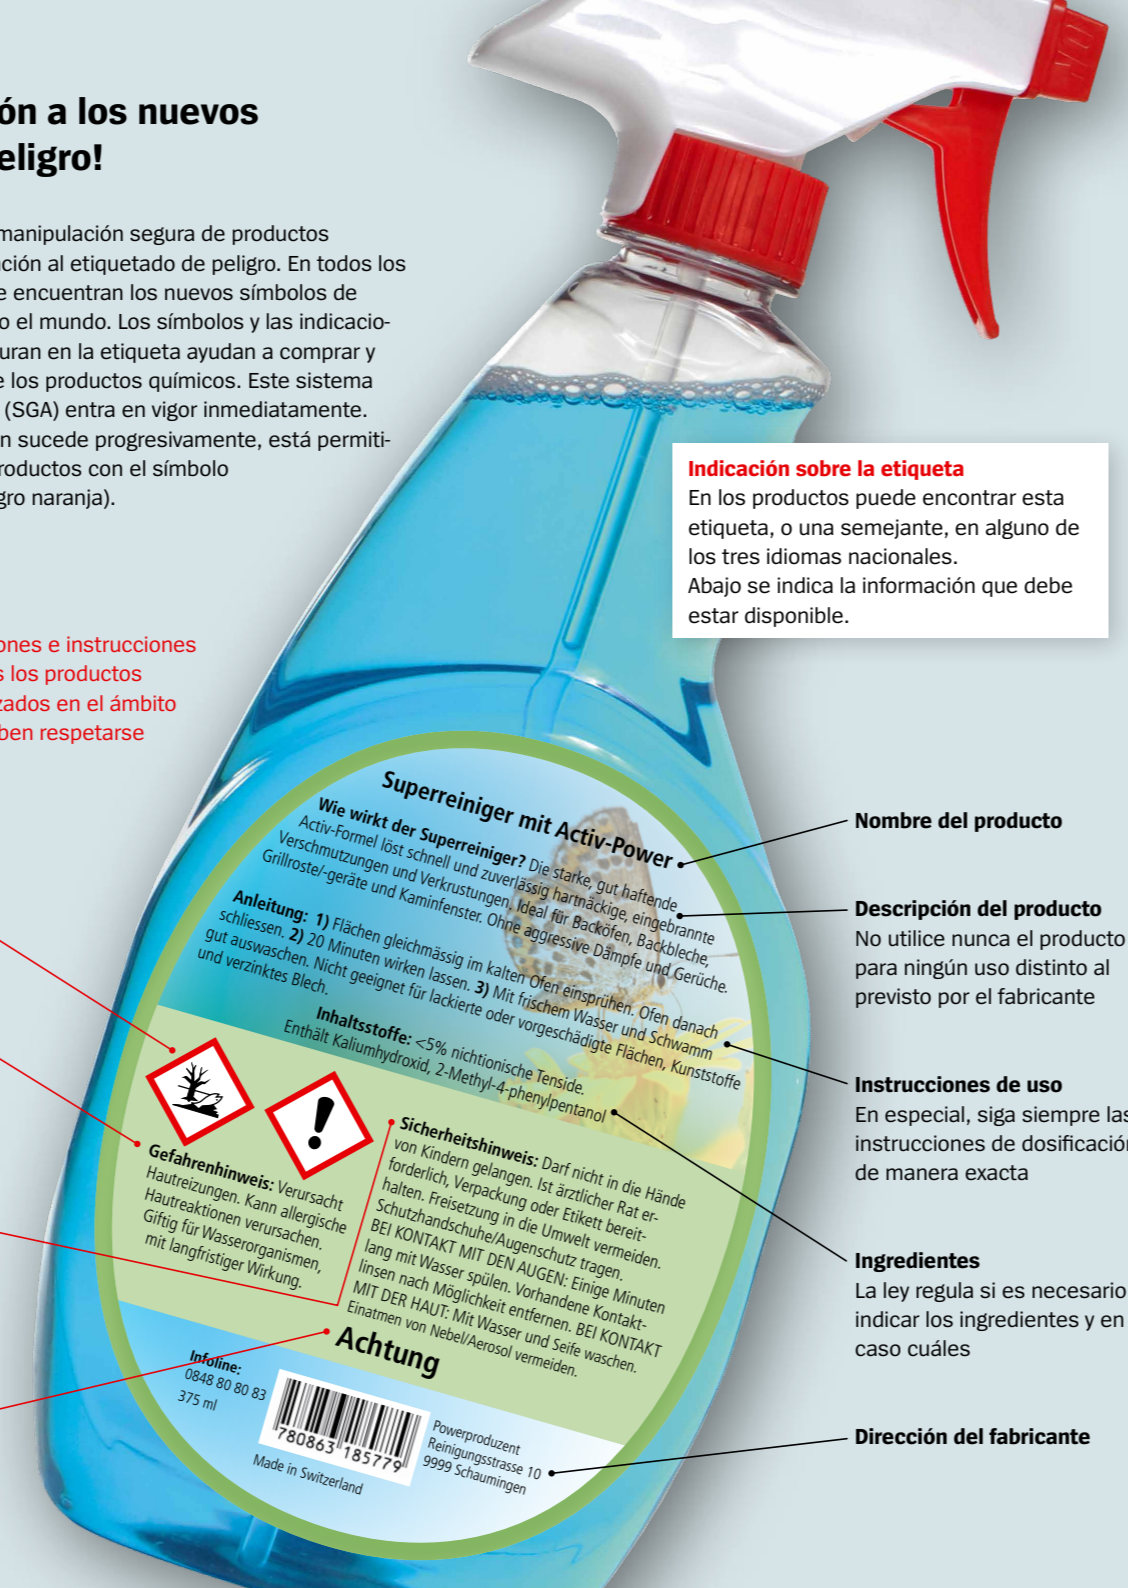 ón a los nuevos
eligro!
manipulación segura de productos
ción al etiquetado de peligro. En todos los
e encuentran los nuevos símbolos de
o el mundo. Los símbolos y las indicacio-
uran en la etiqueta ayudan a comprar y
e los productos químicos. Este sistema
(SGA) entra en vigor inmediatamente.
n sucede progresivamente, está permiti-
roductos con el símbolo
gro naranja).
ones e instrucciones
s los productos
zados en el ámbito
ben respetarse
Indicación sobre la etiqueta
En los productos puede encontrar esta
etiqueta, o una semejante, en alguno de
los tres idiomas nacionales.
Abajo se indica la información que debe
estar disponible.
Superreiniger mit Activ-Power
Wie wirkt der Superreiniger? Die starke, gut haftende
Activ-Formel löst schnell und zuverlässig hartnäckige, eingebrannte
Verschmutzungen und Verkrustungen. Ideal für Backöfen, Backbleche,
Grillroste/-geräte und Kaminfenster. Ohne aggressive Dämpfe und Gerüche.
Anleitung: 1) Flächen gleichmässig im kalten Ofen einsprühen. Ofen danach
schliessen. 2) 20 Minuten wirken lassen. 3) Mit frischem Wasser und Schwamm
gut auswaschen. Nicht geeignet für lackierte oder vorgeschädigte Flächen, Kunststoffe
und verzinktes Blech.
Inhaltsstoffe: <5% nichtionische Tenside.
Enthält Kaliumhydroxid, 2-Methyl-4-phenylpentanol
Gefahrenhinweis: Verursacht
Hautreizungen. Kann allergische
Hautreaktionen verursachen.
Giftig für Wasserorganismen,
mit langfristiger Wirkung.
Sicherheitshinweis: Darf nicht in die Hände
von Kindern gelangen. Ist ärztlicher Rat er-
forderlich, Verpackung oder Etikett bereit-
halten. Freisetzung in die Umwelt vermeiden.
Schutzhandschuhe/Augenschutz tragen.
BEI KONTAKT MIT DEN AUGEN: Einige Minuten
lang mit Wasser spülen. Vorhandene Kontakt-
linsen nach Möglichkeit entfernen. BEI KONTAKT
MIT DER HAUT: Mit Wasser und Seife waschen.
Einatmen von Nebel/Aerosol vermeiden.
Achtung
Infoline:
0848 80 80 83
375 ml
780863 185779
Made in Switzerland
Powerproduzent
Reinigungsstrasse 10
9999 Schaumingen
Nombre del producto
Descripción del producto
No utilice nunca el producto
para ningún uso distinto al
previsto por el fabricante
Instrucciones de uso
En especial, siga siempre las
instrucciones de dosificación
de manera exacta
Ingredientes
La ley regula si es necesario
indicar los ingredientes y en
caso cuáles
Dirección del fabricante